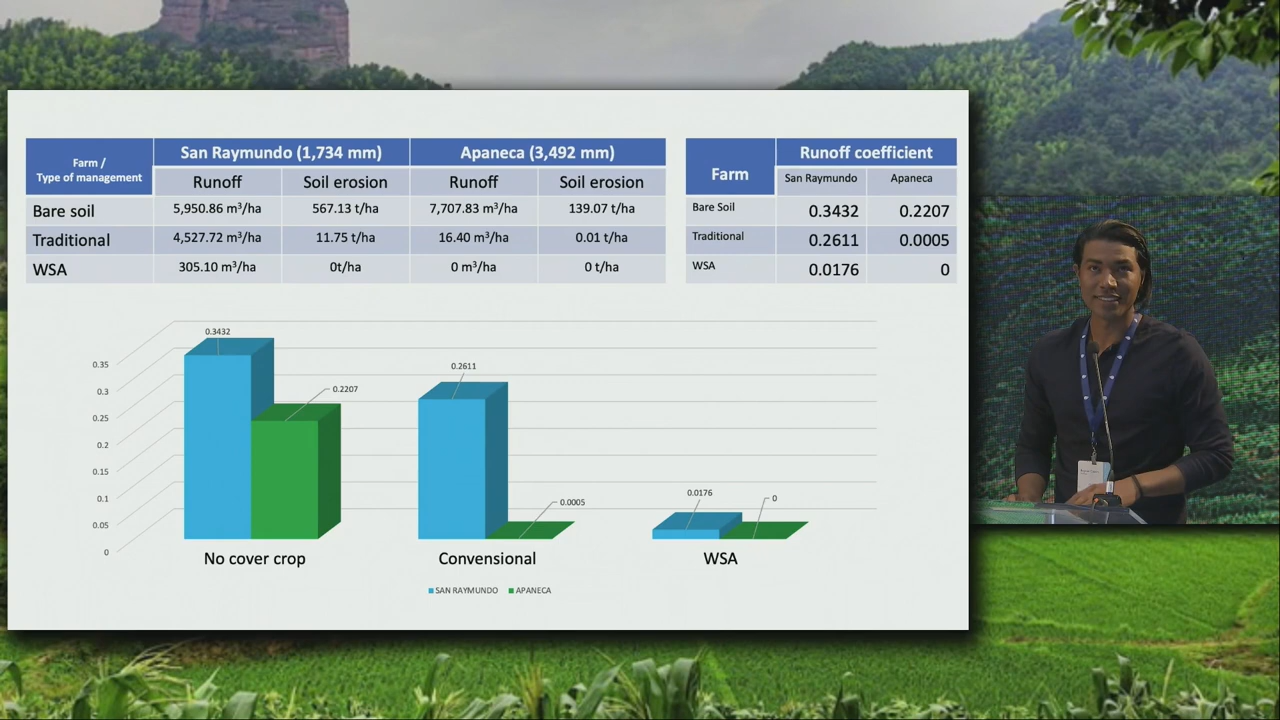 Farm /
Type of management
San Raymundo (1,734 mm)
Apaneca (3,492 mm)
Runoff
Soil erosion
Runoff
Soil erosion
Bare soil
5,950.86 m³/ha
567.13 t/ha
7,707.83 m³/ha
139.07 t/ha
Traditional
4,527.72 m³/ha
11.75 t/ha
16.40 m³/ha
0.01 t/ha
WSA
305.10 m³/ha
0t/ha
0 m³/ha
0 t/ha
Farm
Runoff coefficient
San Raymundo
Apaneca
Bare Soil
0.3432
0.2207
Traditional
0.2611
0.0005
WSA
0.0176
0
0.35
0.3
0.25
0.2
0.15
0.1
0.05
0
0.3432
0.2207
0.2611
0.0005
0.0176
0
No cover crop
Convensional
WSA
SAN RAYMUNDO
APANECA